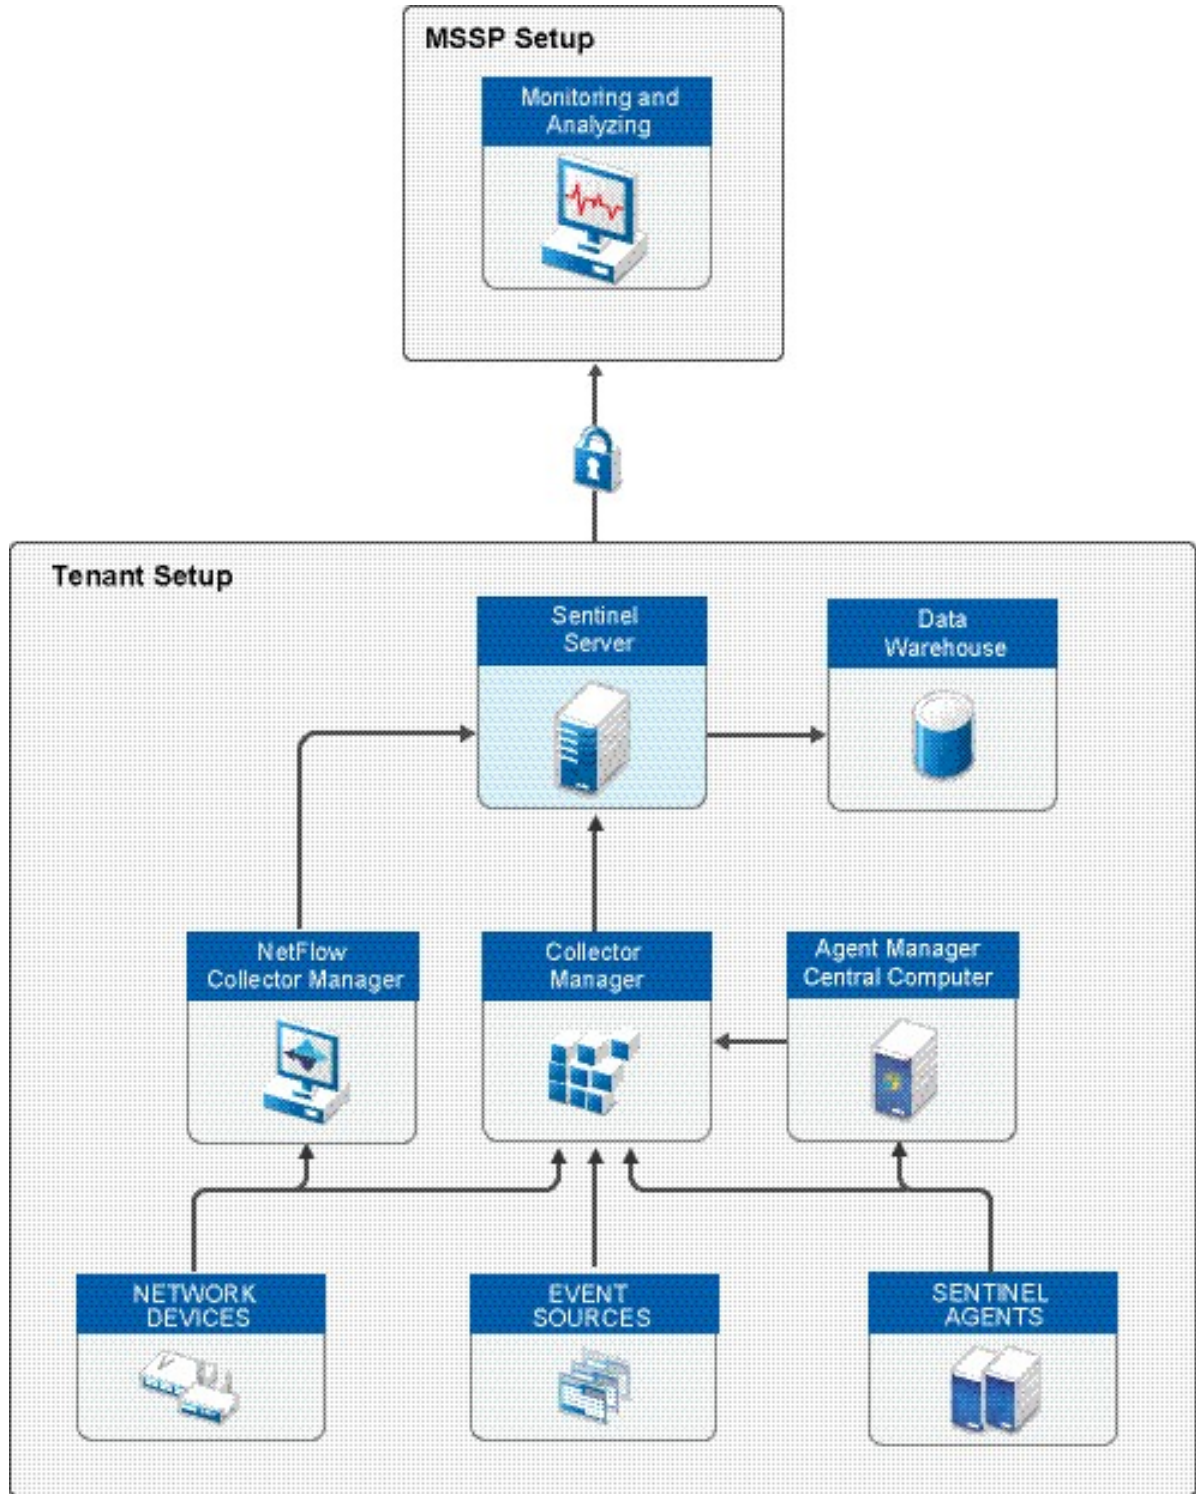 MSSP Setup
Monitoring and
Analyzing
Tenant Setup
Sentinel
Server
Data
Warehouse
NetFlow
Collector Manager
Collector
Manager
Agent Manager
Central Computer
NETWORK
DEVICES
EVENT
SOURCES
SENTINEL
AGENTS